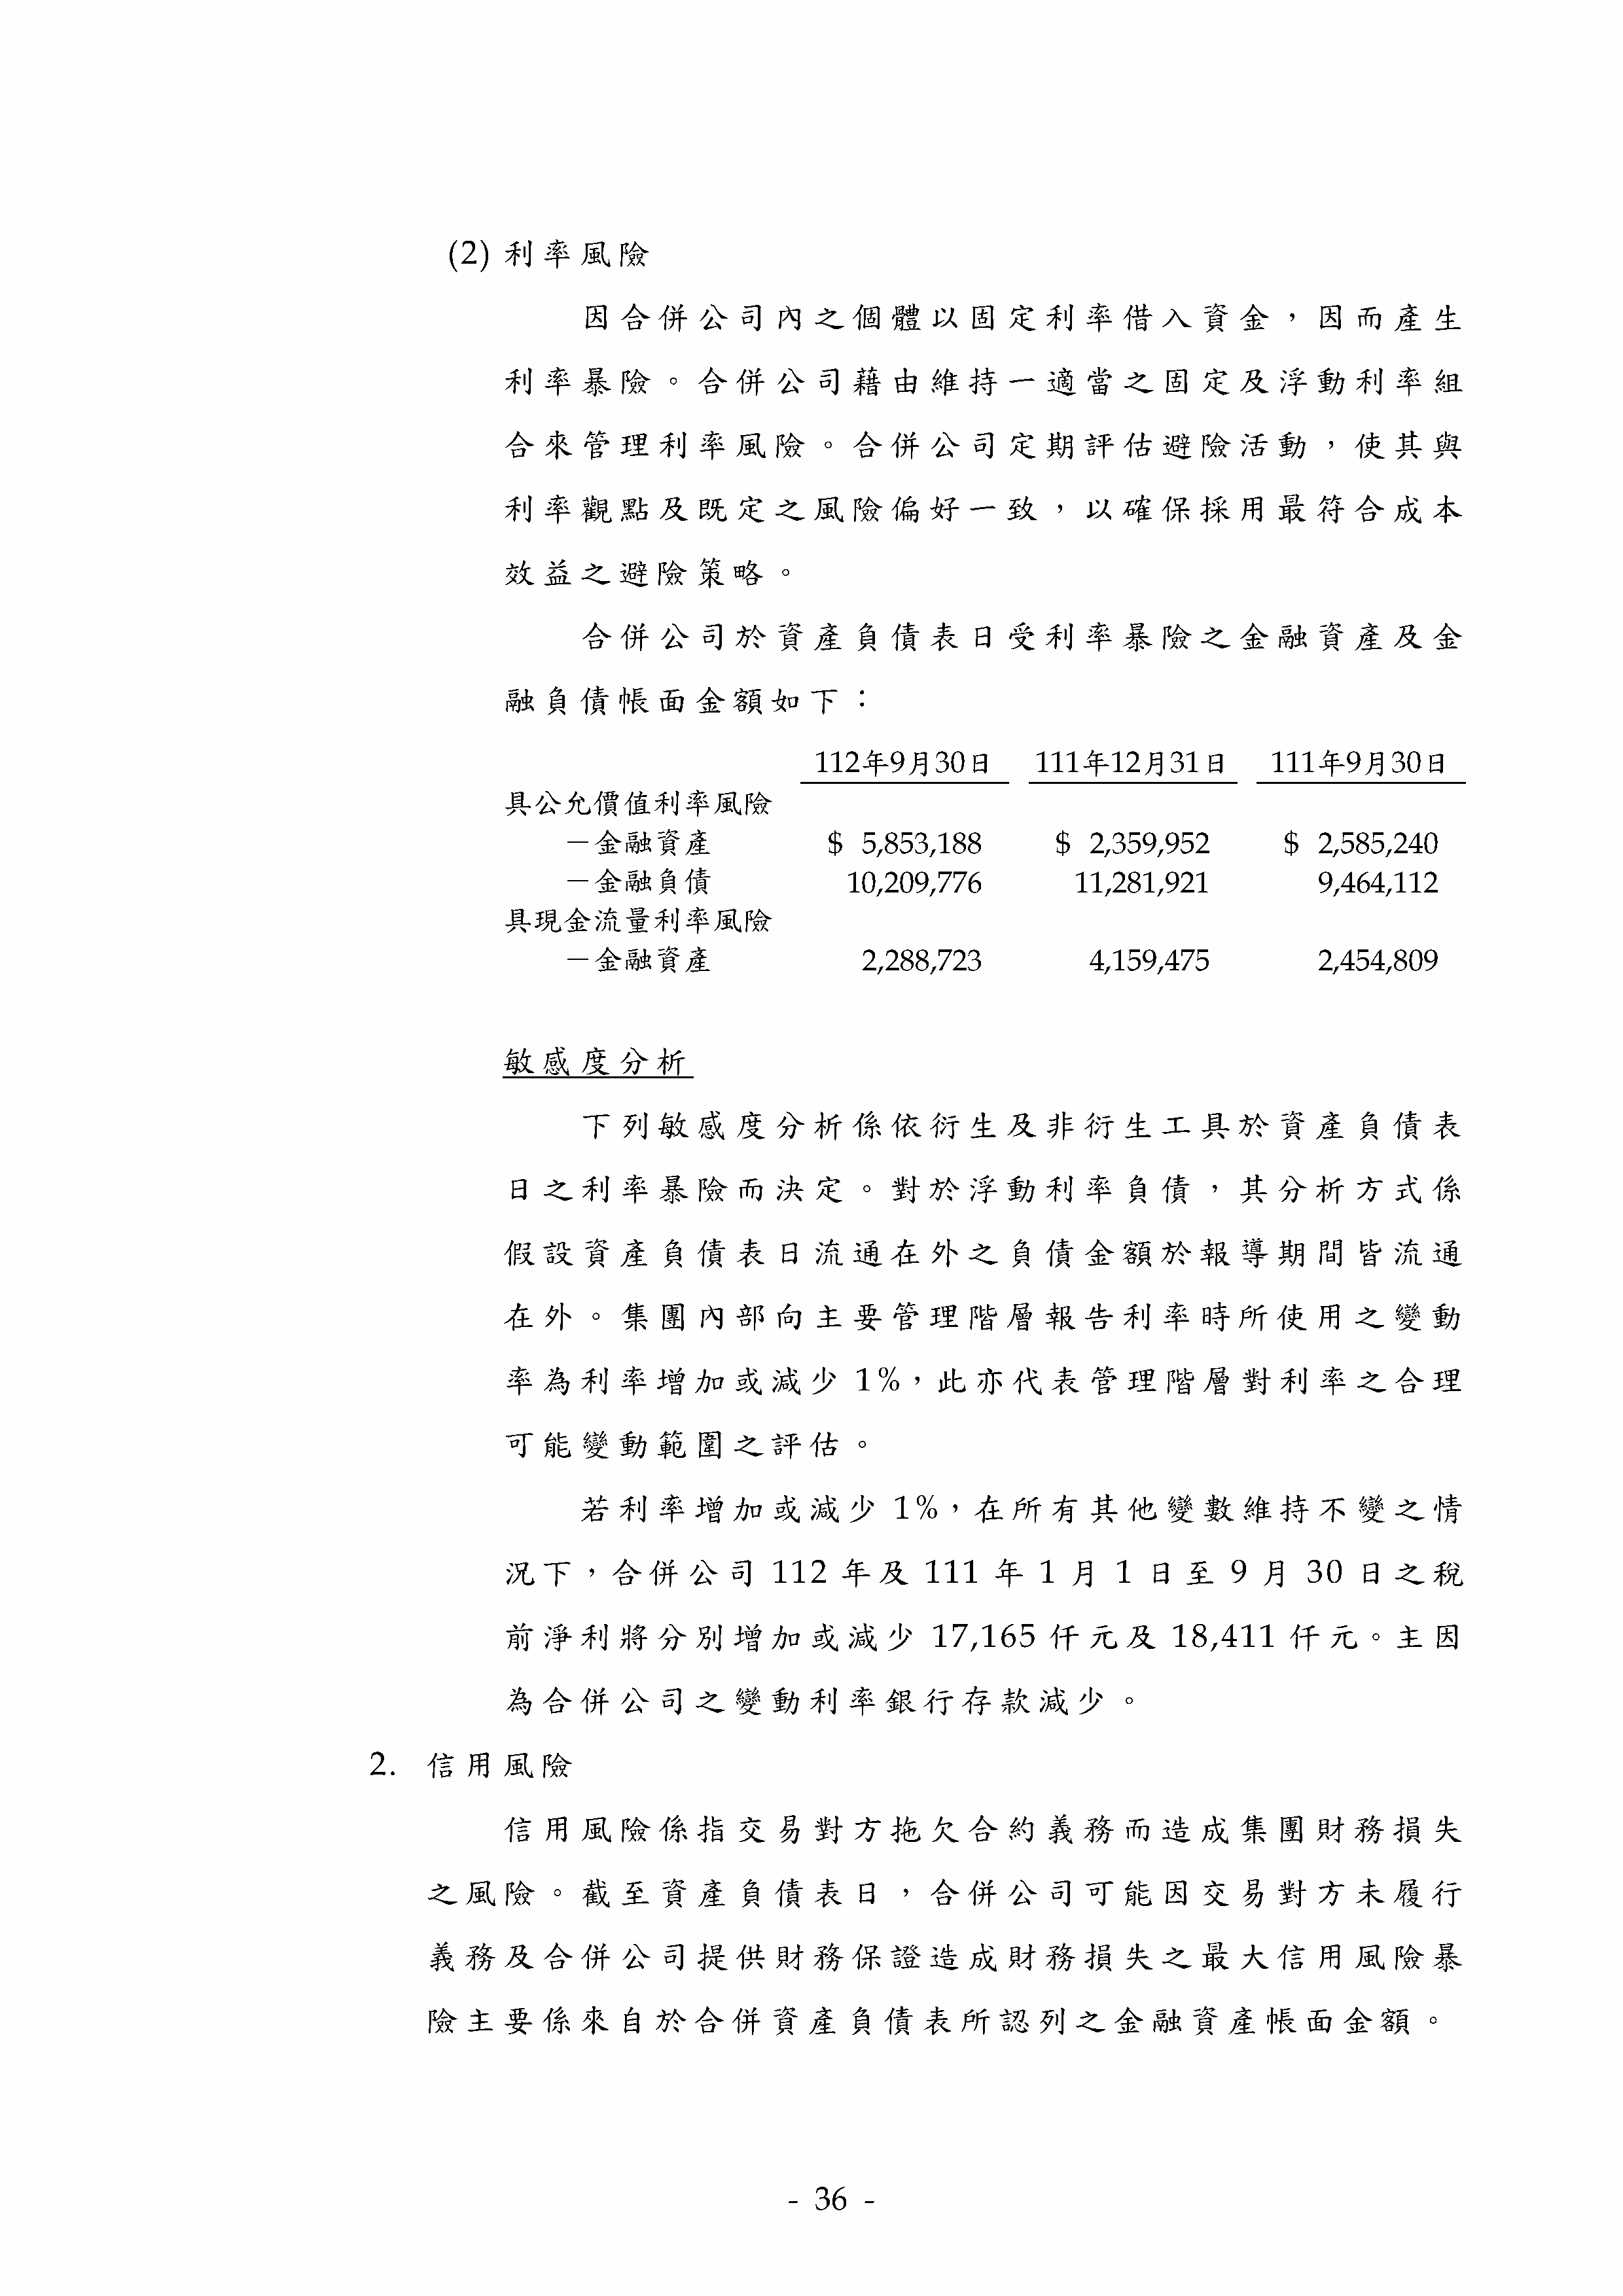 (2) 利率風險
因合併公司內之個體以固定利率借入資金，因而產生
利率暴險。合併公司藉由維持一適當之固定及浮動利率組
合來管理利率風險。合併公司定期評估避險活動，使其與
利率觀點及既定之風險偏好一致，以確保採用最符合成本
效益之避險策略。
合併公司於資產負債表日受利率暴險之金融資產及金
融負債帳面金額如下：
112年9月30日 111年12月31日 111年9月30日
具公允價值利率風險
－金融資產 $ 5,853,188 $ 2,359,952 $ 2,585,240
－金融負債 10,209,776 11,281,921 9,464,112
具現金流量利率風險
－金融資產 2,288,723 4,159,475 2,454,809
敏感度分析
下列敏感度分析係依衍生及非衍生工具於資產負債表
日之利率暴險而決定。對於浮動利率負債，其分析方式係
假設資產負債表日流通在外之負債金額於報導期間皆流通
在外。集團內部向主要管理階層報告利率時所使用之變動
率為利率增加或減少 1%，此亦代表管理階層對利率之合理
可能變動範圍之評估。
若利率增加或減少 1%，在所有其他變數維持不變之情
況下，合併公司 112 年及 111 年 1 月 1 日至 9 月 30 日之稅
前淨利將分別增加或減少 17,165 仟元及 18,411 仟元。主因
為合併公司之變動利率銀行存款減少。
2. 信用風險
信用風險係指交易對方拖欠合約義務而造成集團財務損失
之風險。截至資產負債表日，合併公司可能因交易對方未履行
義務及合併公司提供財務保證造成財務損失之最大信用風險暴
險主要係來自於合併資產負債表所認列之金融資產帳面金額。
- 36 -